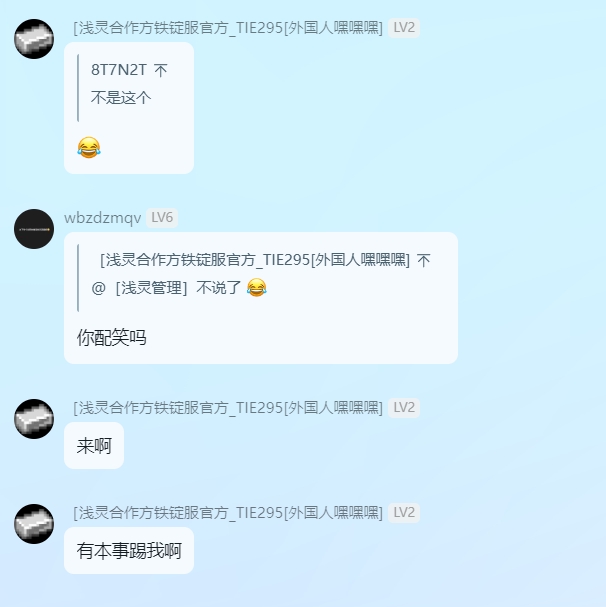 [浅灵合作方铁锭服官方_TIE295[外国人嘿嘿嘿] LV2
8T7N2T
不是这个
😂
wbzdzmqv LV6
[浅灵合作方铁锭服官方_TIE295[外国人嘿嘿嘿]
@［浅灵管理］不说了 😂
你配笑吗
[浅灵合作方铁锭服官方_TIE295[外国人嘿嘿嘿] LV2
来啊
[浅灵合作方铁锭服官方_TIE295[外国人嘿嘿嘿] LV2
有本事踢我啊